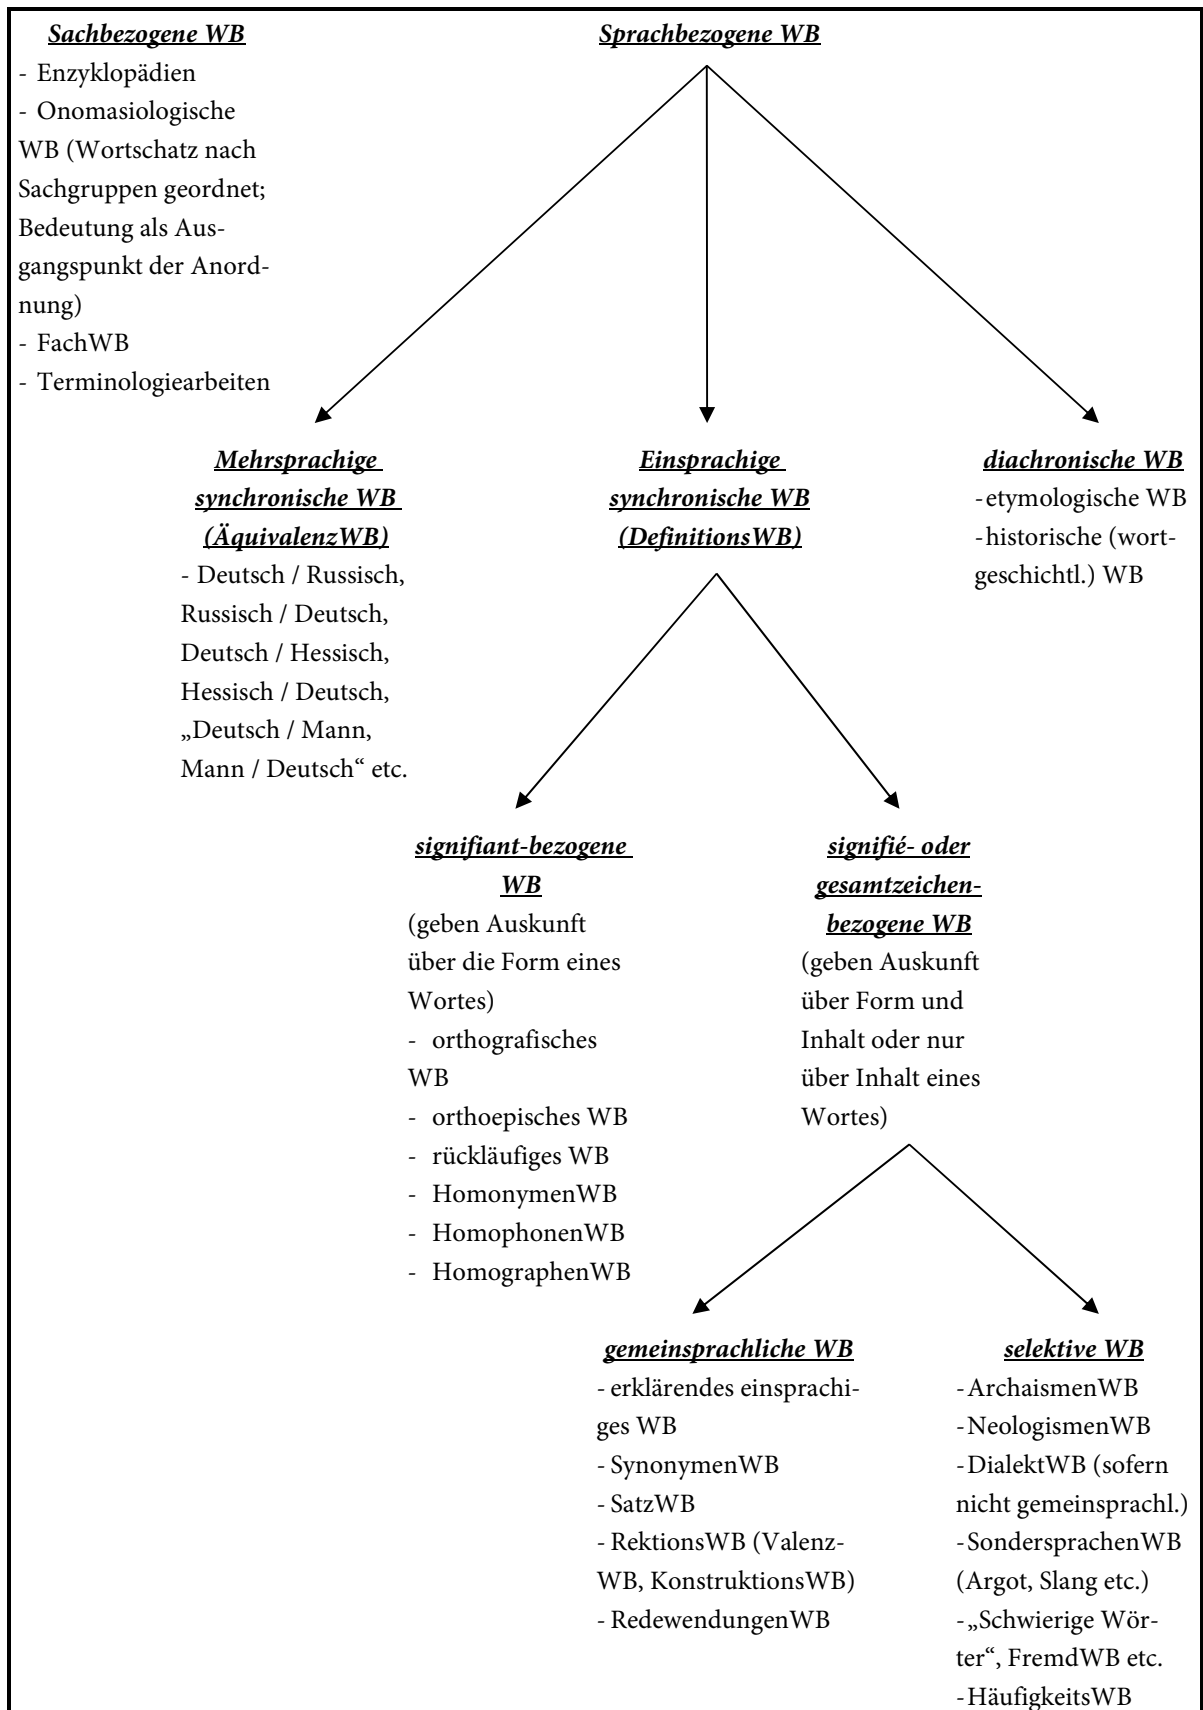 Sachbezogene WB
- Enzyklopädien
- Onomasiologische
WB (Wortschatz nach
Sachgruppen geordnet;
Bedeutung als Aus-
gangspunkt der Anord-
nung)
- FachWB
- Terminologiearbeiten
Sprachbezogene WB
Mehrsprachige
synchronische WB
(ÄquivalenzWB)
- Deutsch / Russisch,
Russisch / Deutsch,
Deutsch / Hessisch,
Hessisch / Deutsch,
„Deutsch / Mann,
Mann / Deutsch“ etc.
Einsprachige
synchronische WB
(DefinitionsWB)
diachronische WB
- etymologische WB
- historische (wort-
geschichtl.) WB
signifiant-bezogene
WB
(geben Auskunft
über die Form eines
Wortes)
- orthografisches
WB
- orthoepisches WB
- rückläufiges WB
- HomonymenWB
- HomophonenWB
- HomographenWB
signifié- oder
gesamtzeichen-
bezogene WB
(geben Auskunft
über Form und
Inhalt oder nur
über Inhalt eines
Wortes)
gemeinsprachliche WB
- erklärendes einsprachi-
ges WB
- SynonymenWB
- SatzWB
- RektionsWB (Valenz-
WB, KonstruktionsWB)
- RedewendungenWB
selektive WB
- ArchaismenWB
- NeologismenWB
- DialektWB (sofern
nicht gemeinsprachl.)
- SondersprachenWB
(Argot, Slang etc.)
- „Schwierige Wör-
ter“, FremdWB etc.
- HäufigkeitsWB